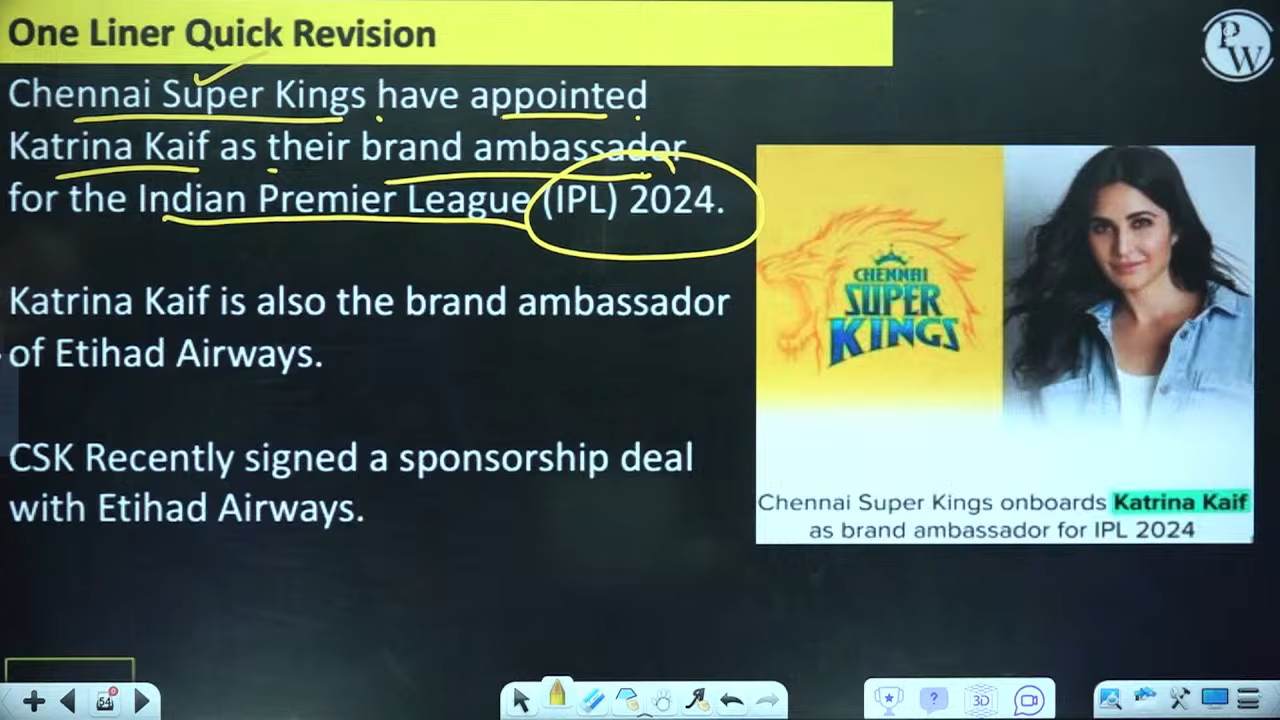 One Liner Quick Revision
PW
Chennai Super Kings have appointed
Katrina Kaif as their brand ambassador
for the Indian Premier League (IPL) 2024.
Katrina Kaif is also the brand ambassador
of Etihad Airways.
CSK Recently signed a sponsorship deal
with Etihad Airways.
CHENNAI
SUPER
KINGS
Chennai Super Kings onboards Katrina Kaif
as brand ambassador for IPL 2024
54
0
?
3D